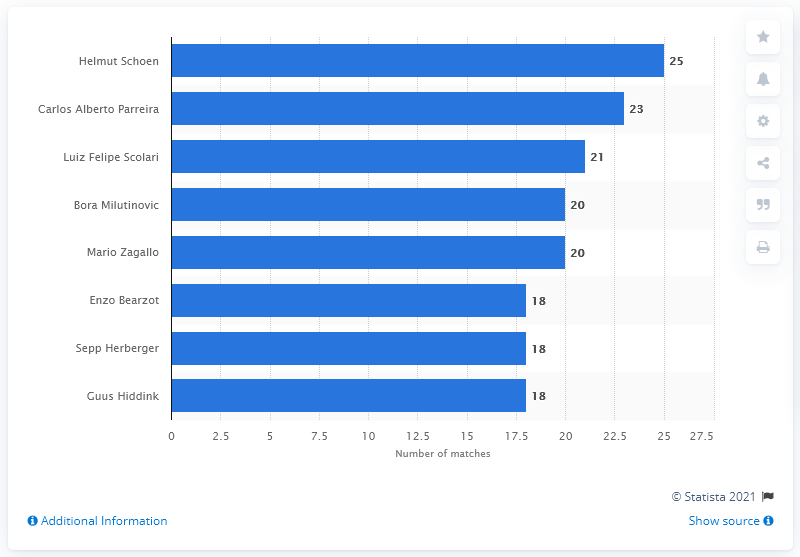 Helmut Schoen 25
Carlos Alberto Parreira 23
Luiz Felipe Scolari 21
Bora Milutinovic 20
Mario Zagallo 20
Enzo Bearzot 18
Sepp Herberger 18
Guus Hiddink 18
0 2.5 5 7.5 10 12.5 15 17.5 20 22.5 25 27.5
Number of matches
© Statista 2021
Additional Information Show source